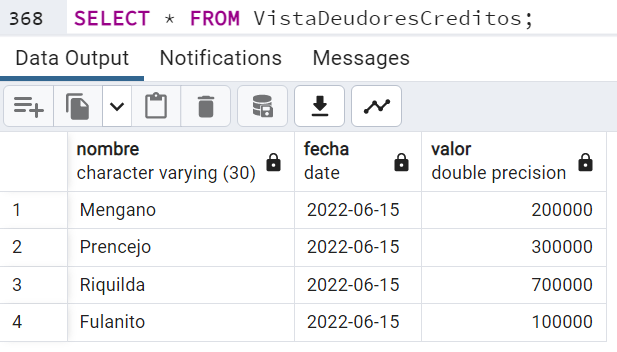 368 SELECT * FROM VistaDeudoresCreditos;
Data Output Notifications Messages
nombre fecha valor
character varying (30) date double precision
1 Mengano 2022-06-15 200000
2 Prencejo 2022-06-15 300000
3 Riquilda 2022-06-15 700000
4 Fulanito 2022-06-15 100000